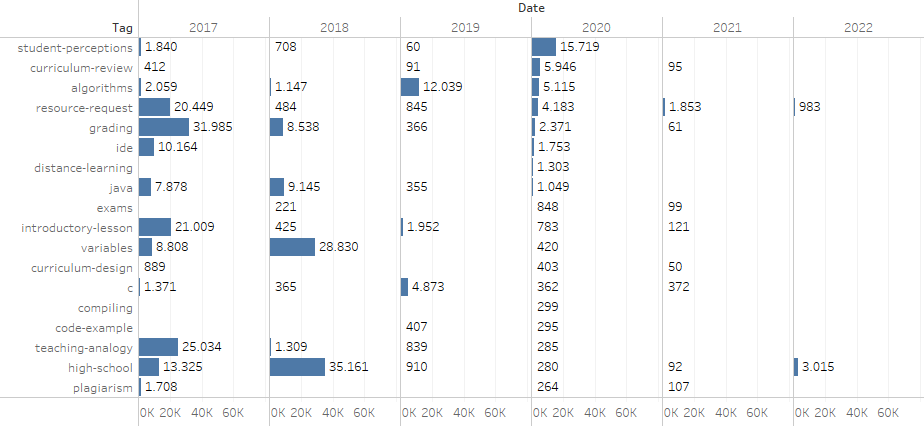 Date
Tag 2017 2018 2019 2020 2021 2022
student-perceptions 1.840 708 60 15.719
curriculum-review 412 91 5.946 95
algorithms 2.059 1.147 12.039 5.115
resource-request 20.449 484 845 4.183 1.853 983
grading 31.985 8.538 366 2.371 61
ide 10.164 1.753
distance-learning 1.303
java 7.878 9.145 355 1.049
exams 221 848 99
introductory-lesson 21.009 425 1.952 783 121
variables 8.808 28.830 420
curriculum-design 889 403 50
c 1.371 365 4.873 362 372
compiling 299
code-example 407 295
teaching-analogy 25.034 1.309 839 285
high-school 13.325 35.161 910 280 92 3.015
plagiarism 1.708 264 107
0K 20K 40K 60K 0K 20K 40K 60K 0K 20K 40K 60K 0K 20K 40K 60K 0K 20K 40K 60K 0K 20K 40K 60K